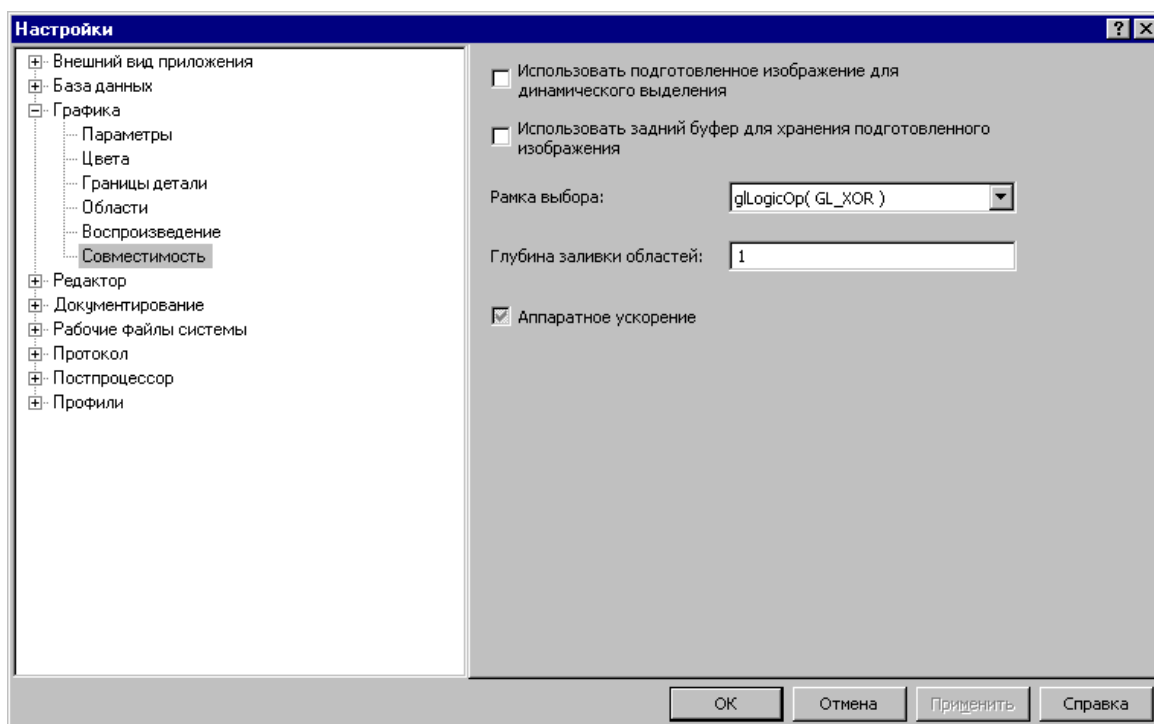 Настройки
Внешний вид приложения
База данных
Графика
Параметры
Цвета
Границы детали
Области
Воспроизведение
Совместимость
Редактор
Документирование
Рабочие файлы системы
Протокол
Постпроцессор
Профили
Использовать подготовленное изображение для
динамического выделения
Использовать задний буфер для хранения подготовленного
изображения
Рамка выбора:
glLogicOp( GL_XOR )
Глубина заливки областей:
1
Аппаратное ускорение
ОК
Отмена
Применить
Справка